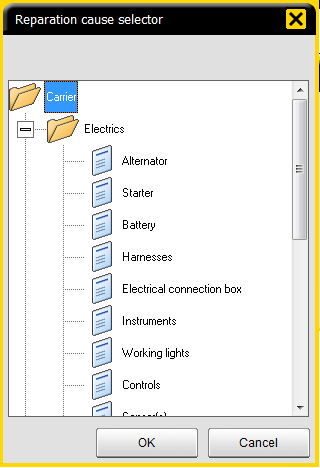 Reparation cause selector
Carrier
Electrics
Alternator
Starter
Battery
Harnesses
Electrical connection box
Instruments
Working lights
Controls
OK
Cancel